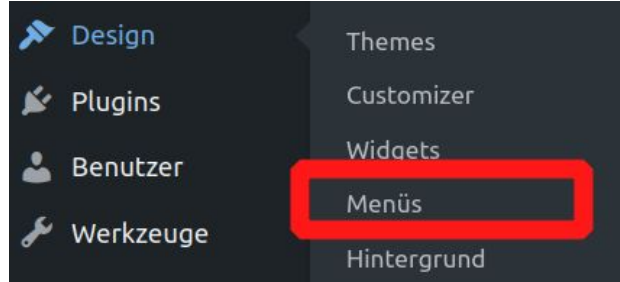 Design
Plugins
Benutzer
Werkzeuge
Themes
Customizer
Widgets
Menüs
Hintergrund